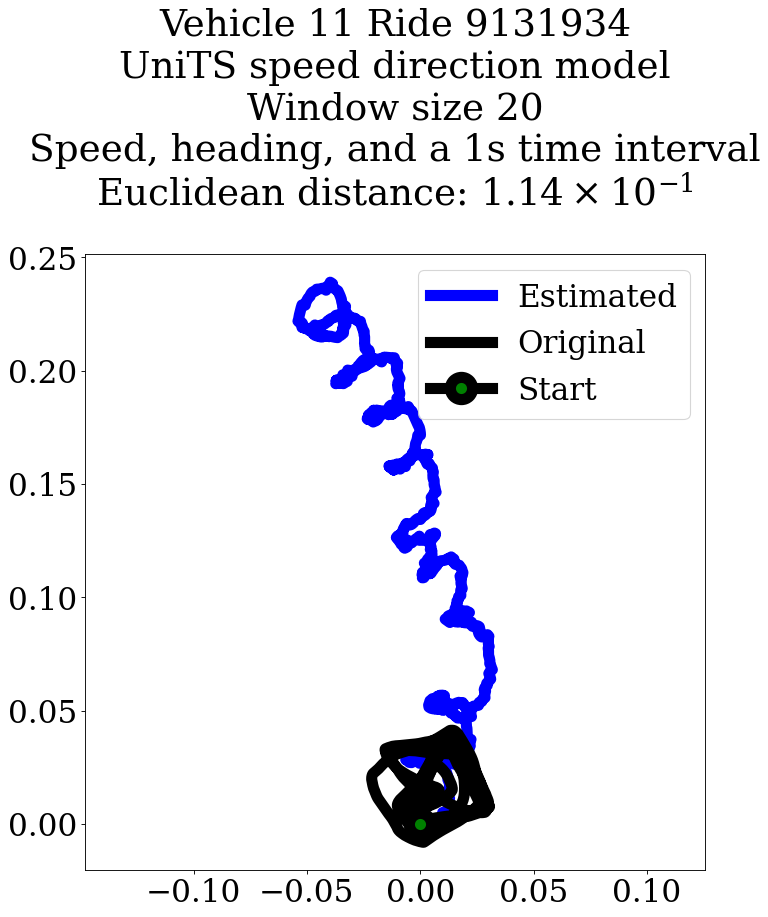 Vehicle 11 Ride 9131934
UniTS speed direction model
Window size 20
Speed, heading, and a 1s time interval
Euclidean distance: 1.14 × 10⁻¹
0.25
0.20
0.15
0.10
0.05
0.00
Estimated
Original
Start
−0.10 −0.05 0.00 0.05 0.10